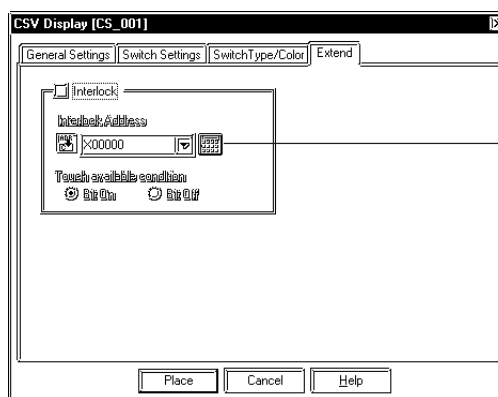 CSV Display [CS_001]
General Settings Switch Settings SwitchType/Color Extend
Interlock
Interlock Address
X00000
Touch available condition
Bit On Bit Off
Place Cancel Help